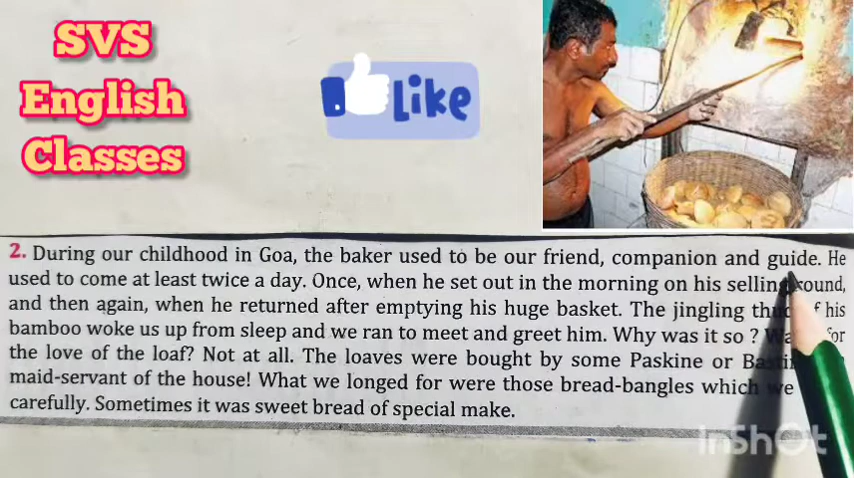 SVS
English
Classes
Like
2. During our childhood in Goa, the baker used to be our friend, companion and guide. He
used to come at least twice a day. Once, when he set out in the morning on his selling round,
and then again, when he returned after emptying his huge basket. The jingling his
bamboo woke us up from sleep and we ran to meet and greet him. Why was it so ? for
the love of the loaf? Not at all. The loaves were bought by some Paskine or
maid-servant of the house! What we longed for were those bread-bangles which we
carefully. Sometimes it was sweet bread of special make.
InShOt